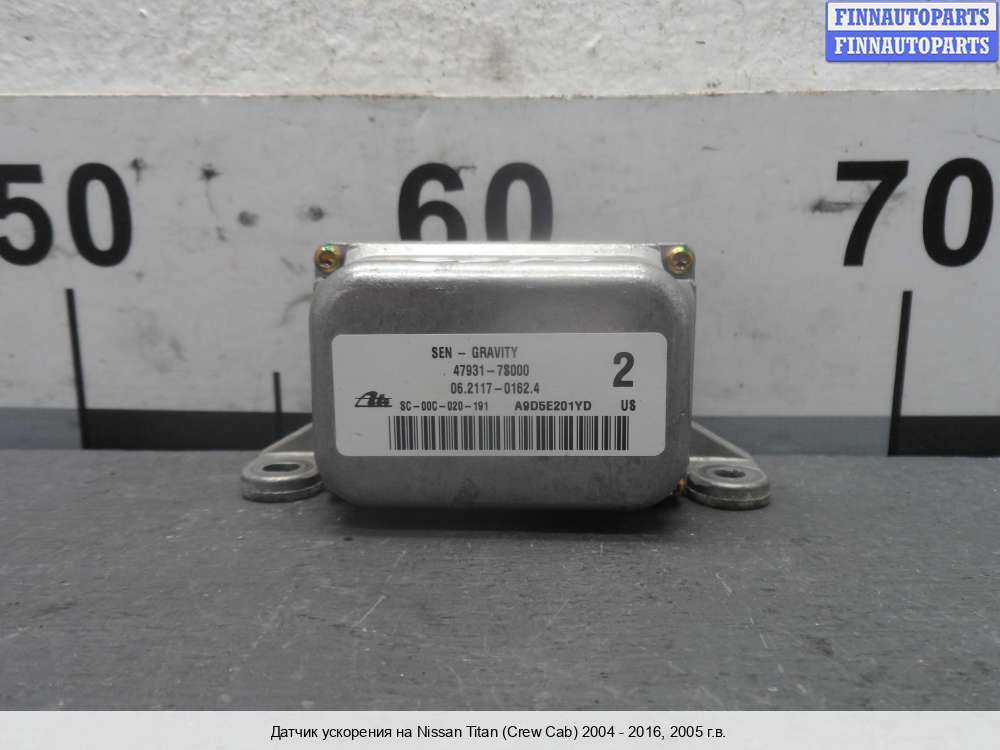 FINNAUTOPARTS
FINNAUTOPARTS
50 60 70
SEN - GRAVITY
47931-7S000
2
06.2117-0162.4
Ate
SC-00C-020-191 A9D5E201YD US
Датчик ускорения на Nissan Titan (Crew Cab) 2004 - 2016, 2005 г.в.